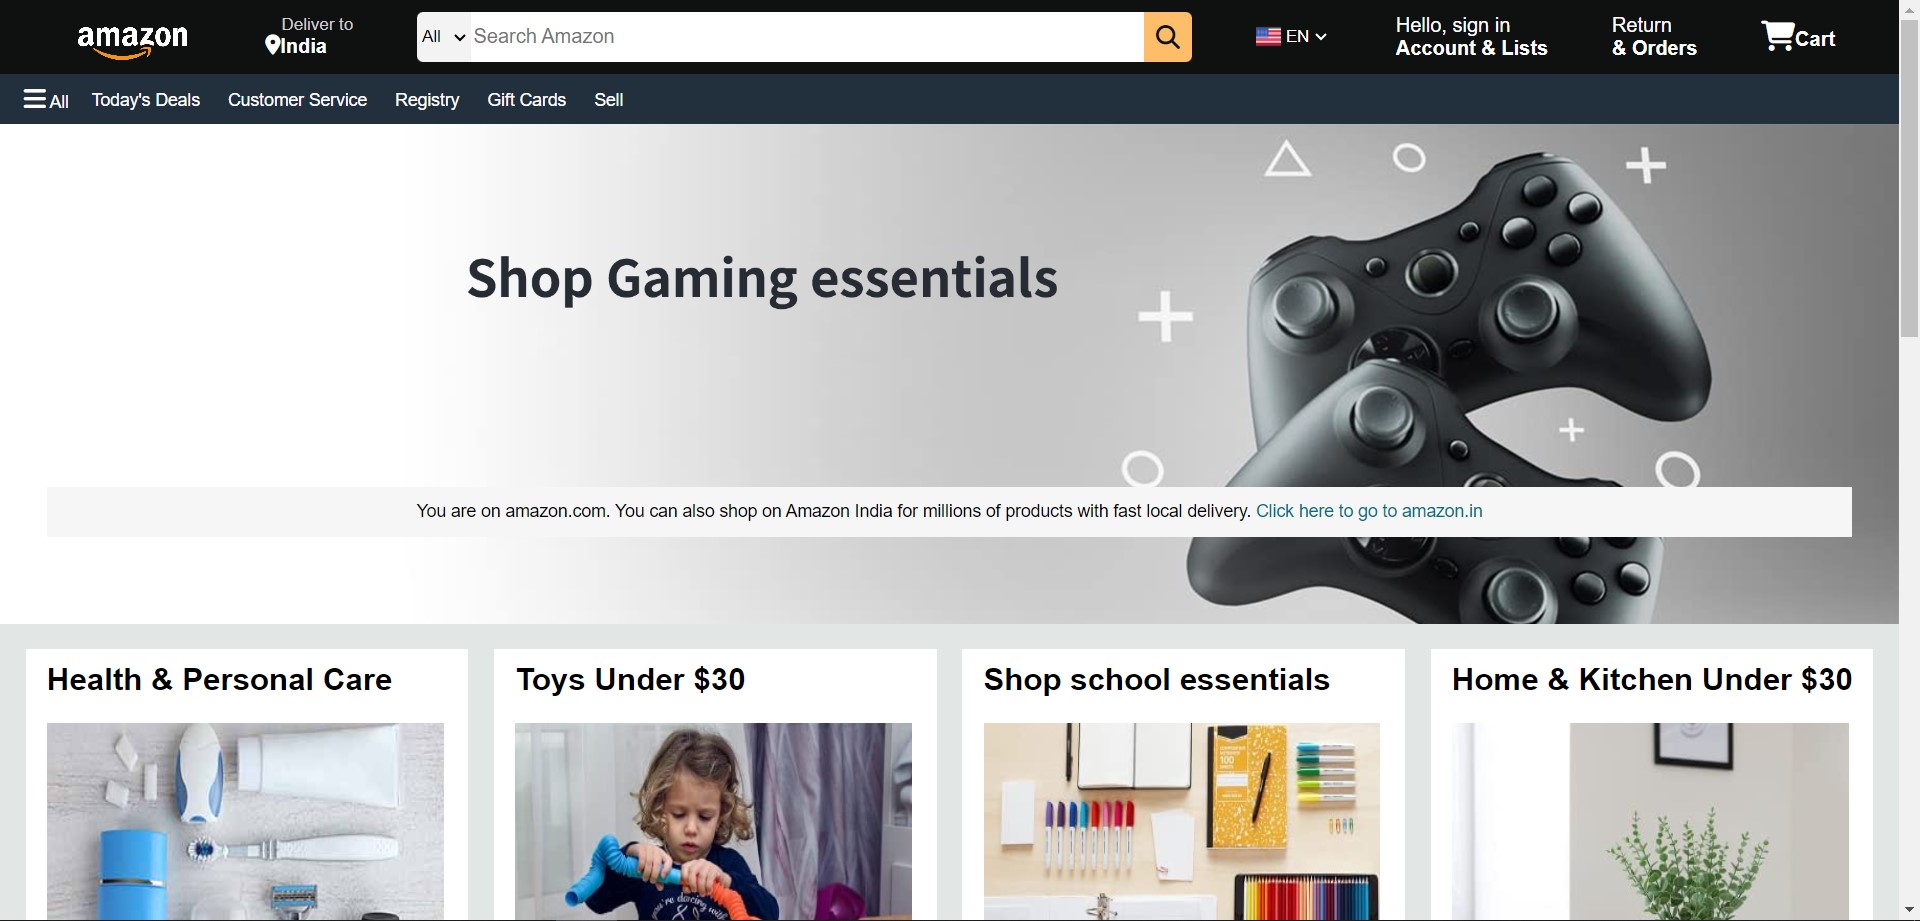 amazon
Deliver to
India
All
Search Amazon
EN
Hello, sign in
Account & Lists
Return
& Orders
Cart
All
Today's Deals
Customer Service
Registry
Gift Cards
Sell
Shop Gaming essentials
You are on amazon.com. You can also shop on Amazon India for millions of products with fast local delivery. Click here to go to amazon.in
Health & Personal Care
Toys Under $30
Shop school essentials
Home & Kitchen Under $30
100